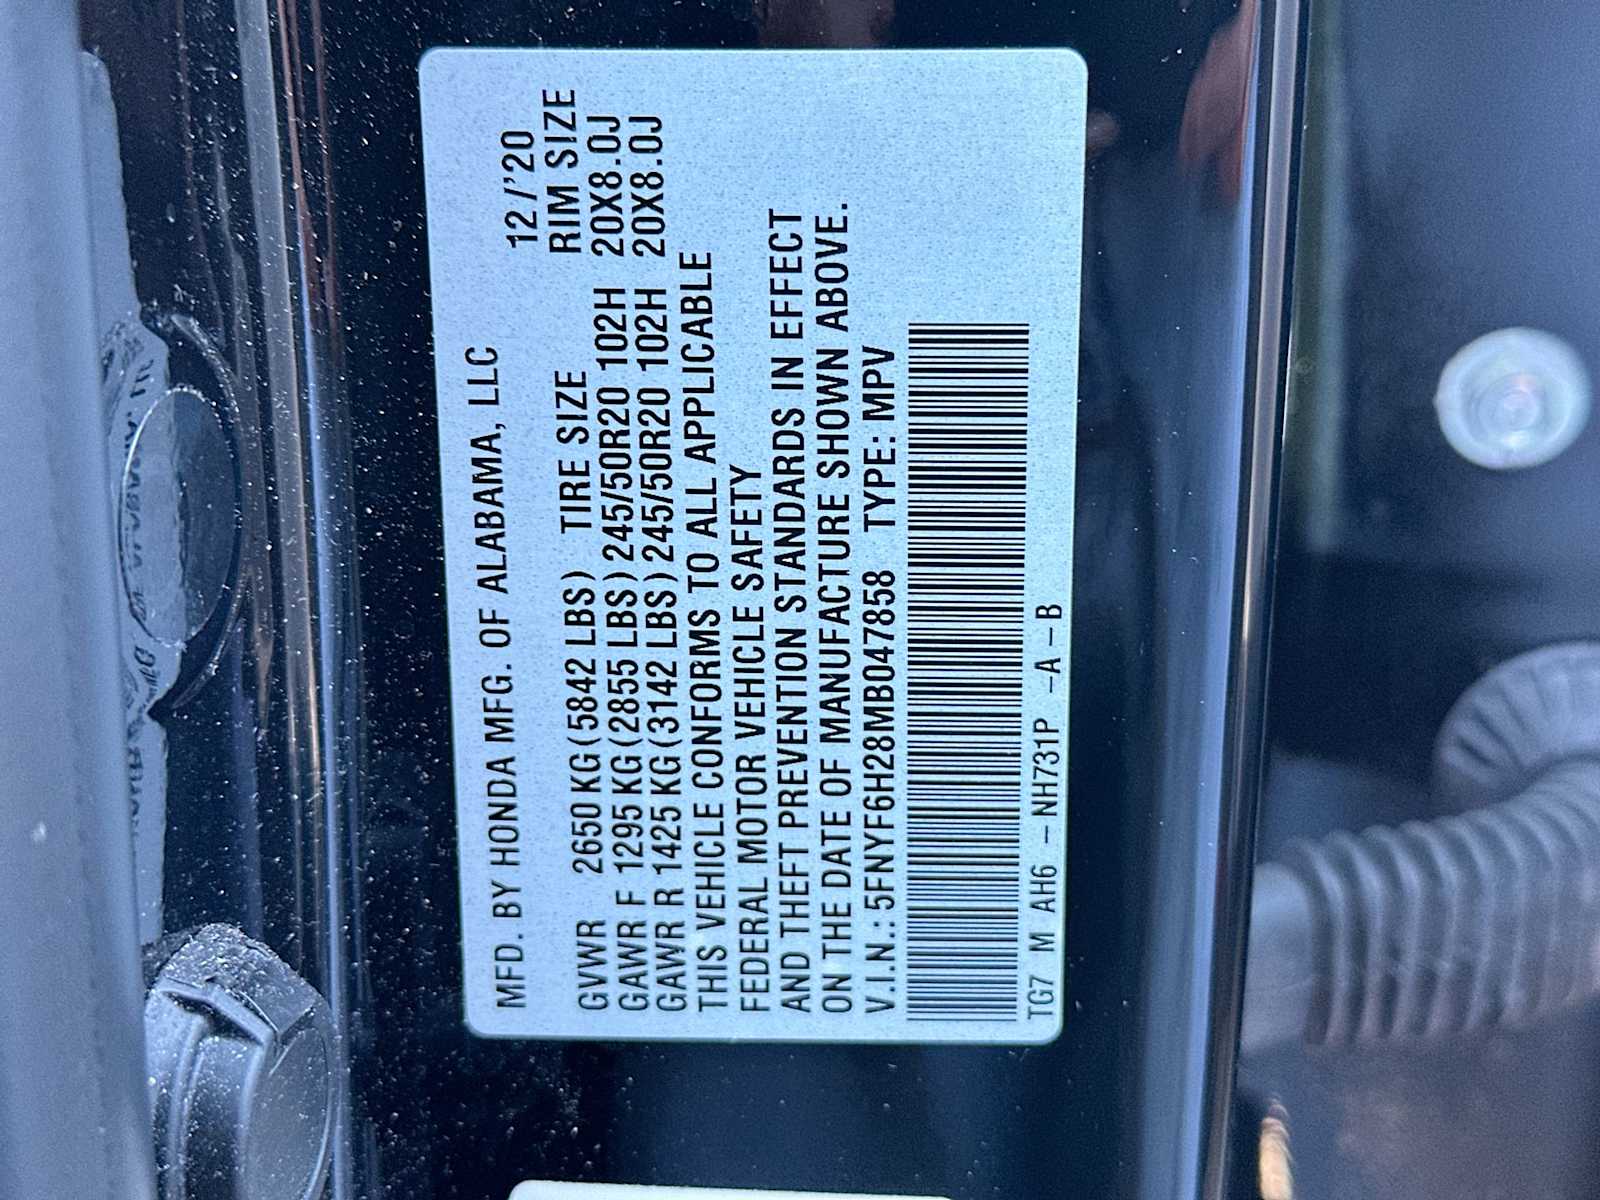 MFD. BY HONDA MFG. OF ALABAMA, LLC 12/'20
GVWR 2650 KG (5842 LBS) TIRE SIZE RIM SIZE
GAWR F 1295 KG (2855 LBS) 245/50R20 102H 20X8.0J
GAWR R 1425 KG (3142 LBS) 245/50R20 102H 20X8.0J
THIS VEHICLE CONFORMS TO ALL APPLICABLE
FEDERAL MOTOR VEHICLE SAFETY
AND THEFT PREVENTION STANDARDS IN EFFECT
ON THE DATE OF MANUFACTURE SHOWN ABOVE.
V.I.N.: 5FNYF6H28MB047858 TYPE: MPV
TG7 M AH6 - NH731P -A-B